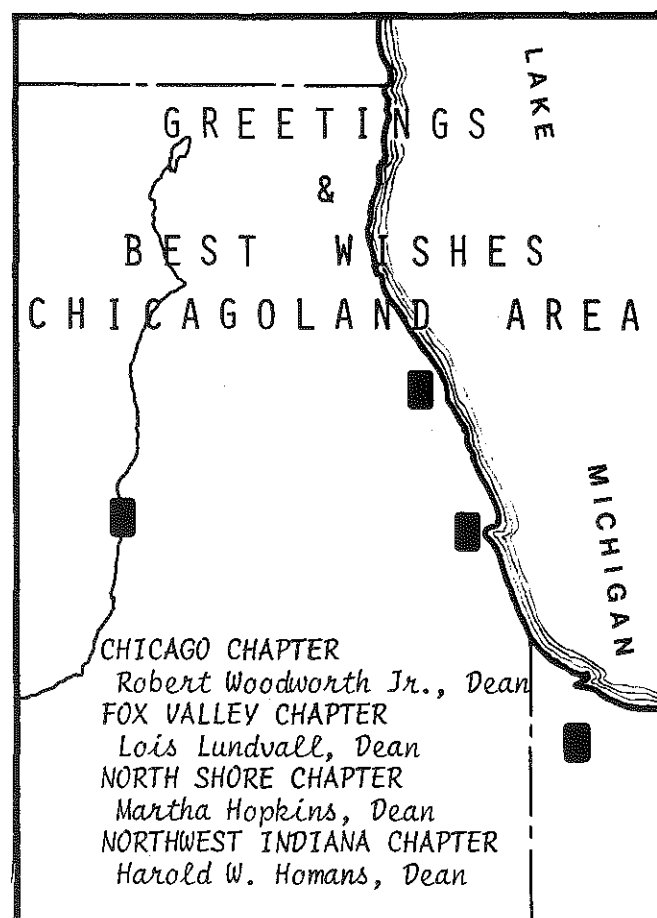 LAKE
GREETINGS
&
BEST WISHES
CHICAGOLAND AREA
MICHIGAN
CHICAGO CHAPTER
Robert Woodworth Jr., Dean
FOX VALLEY CHAPTER
Lois Lundvall, Dean
NORTH SHORE CHAPTER
Martha Hopkins, Dean
NORTHWEST INDIANA CHAPTER
Harold W. Homans, Dean